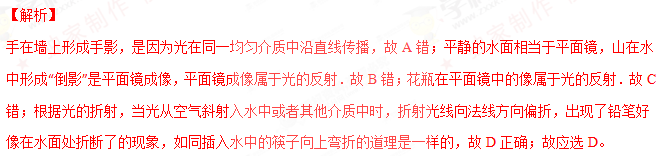 【解析】
手在墙上形成手影，是因为光在同一均匀介质中沿直线传播，故 A 错；平静的水面相当于平面镜，山在水
中形成“倒影”是平面镜成像，平面镜成像属于光的反射．故 B 错；花瓶在平面镜中的像属于光的反射．故 C
错；根据光的折射，当光从空气斜射入水中或者其他介质中时，折射光线向法线方向偏折，出现了铅笔好
像在水面处折断了的现象，如同插入水中的筷子向上弯折的道理是一样的，故 D 正确；故应选 D。